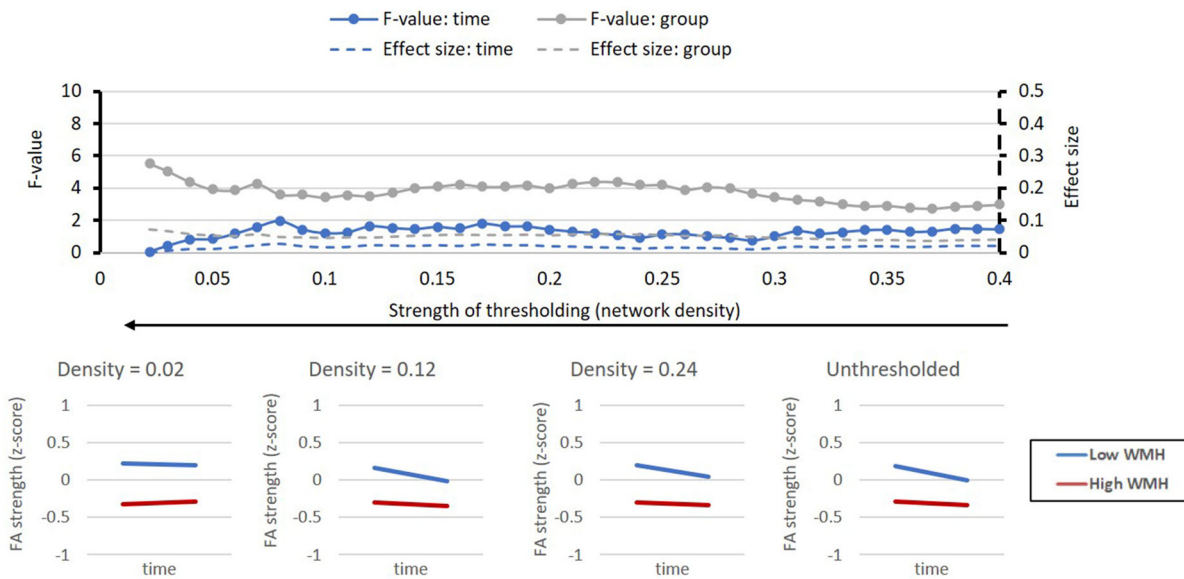 F-value: time F-value: group
Effect size: time Effect size: group
10 0.5
8 0.4
6 0.3
4 0.2
2 0.1
0 0
F-value
Effect size
0 0.05 0.1 0.15 0.2 0.25 0.3 0.35 0.4
Strength of thresholding (network density)
Density = 0.02 Density = 0.12 Density = 0.24 Unthresholded
FA strength (z-score) FA strength (z-score) FA strength (z-score) FA strength (z-score)
1 1 1 1
0.5 0.5 0.5 0.5
0 0 0 0
-0.5 -0.5 -0.5 -0.5
-1 -1 -1 -1
time time time time
Low WMH
High WMH